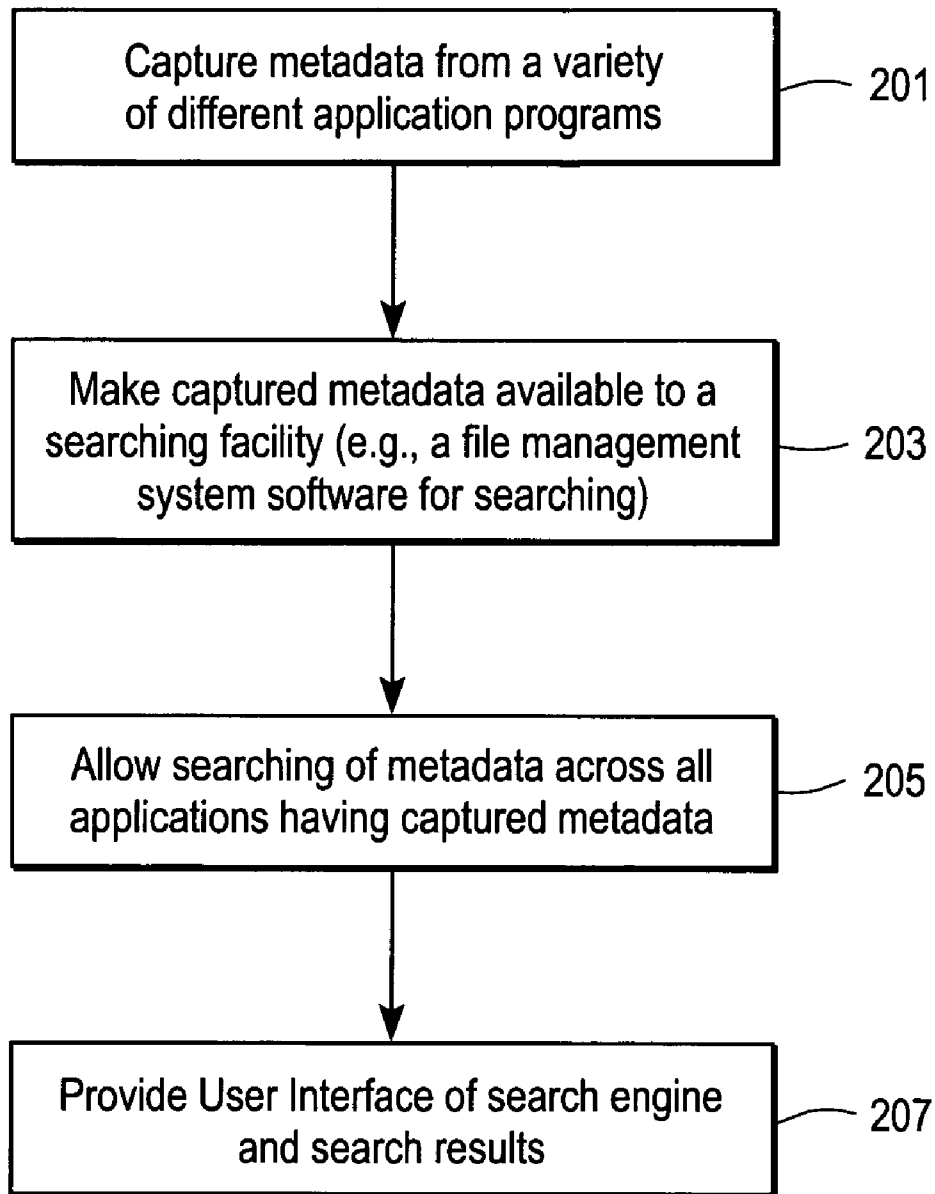 Capture metadata from a variety
of different application programs
201
Make captured metadata available to a
searching facility (e.g., a file management
system software for searching)
203
Allow searching of metadata across all
applications having captured metadata
205
Provide User Interface of search engine
and search results
207